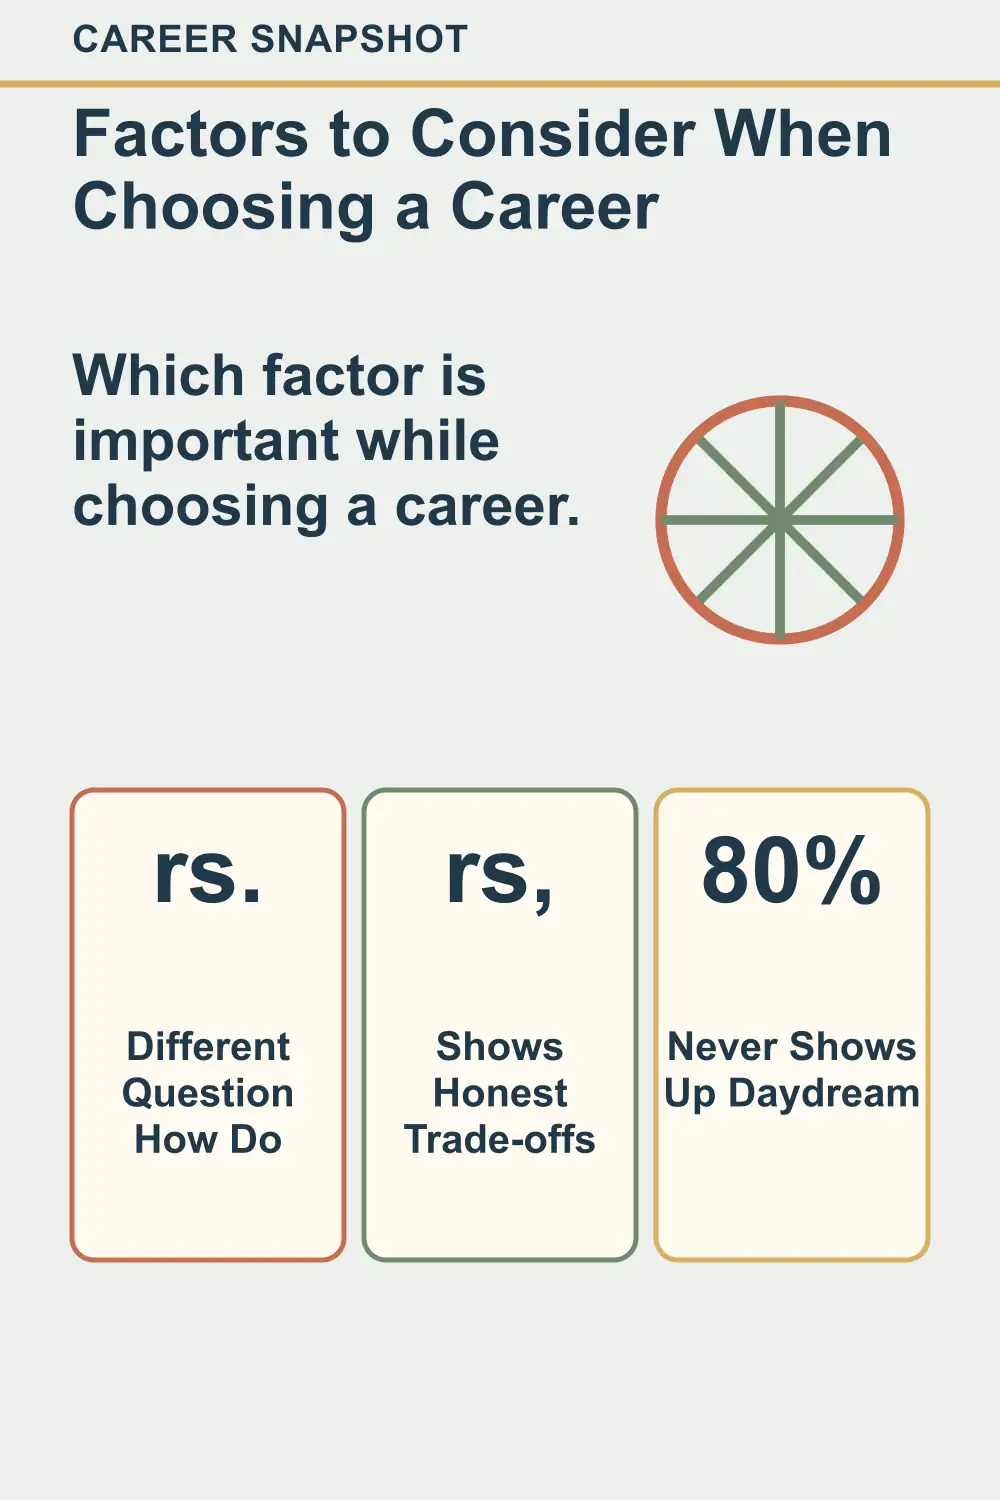 CAREER SNAPSHOT
Factors to Consider When
Choosing a Career
Which factor is
important while
choosing a career.
rs.
Different
Question
How Do
rs,
Shows
Honest
Trade-offs
80%
Never Shows
Up Daydream